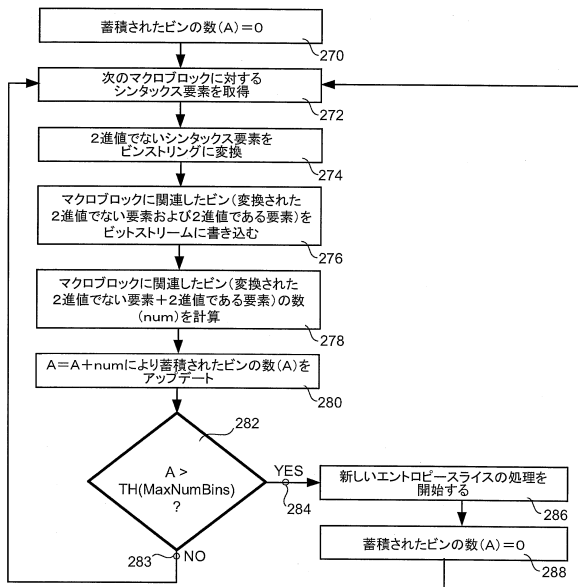 蓄積されたビンの数(A)=0
270
次のマクロブロックに対する
シンタックス要素を取得
272
2進値でないシンタックス要素を
ビンストリングに変換
274
マクロブロックに関連したビン(変換された
2進値でない要素および2進値である要素)を
ビットストリームに書き込む
276
マクロブロックに関連したビン(変換された
2進値でない要素+2進値である要素)の数
(num)を計算
278
A=A+numにより蓄積されたビンの数(A)を
アップデート
280
282
A>
TH(MaxNumBins)
?
YES
284
283
NO
新しいエントロピースライスの処理を
開始する
286
蓄積されたビンの数(A)=0
288